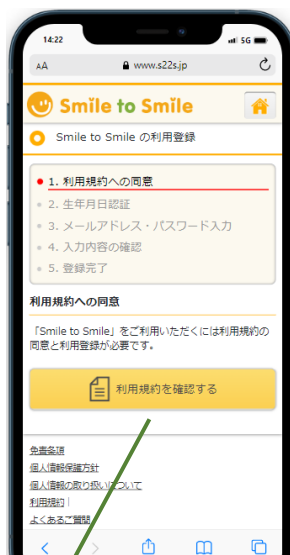 14:22
5G
AA
www.s22s.jp
Smile to Smile
Smile to Smile の利用登録
1. 利用規約への同意
2. 生年月日認証
3. メールアドレス・パスワード入力
4. 入力内容の確認
5. 登録完了
利用規約への同意
「Smile to Smile」をご利用いただくには利用規約の
同意と利用登録が必要です。
利用規約を確認する
免責条項
個人情報保護方針
個人情報の取り扱いについて
利用規約 |
よくあるご質問